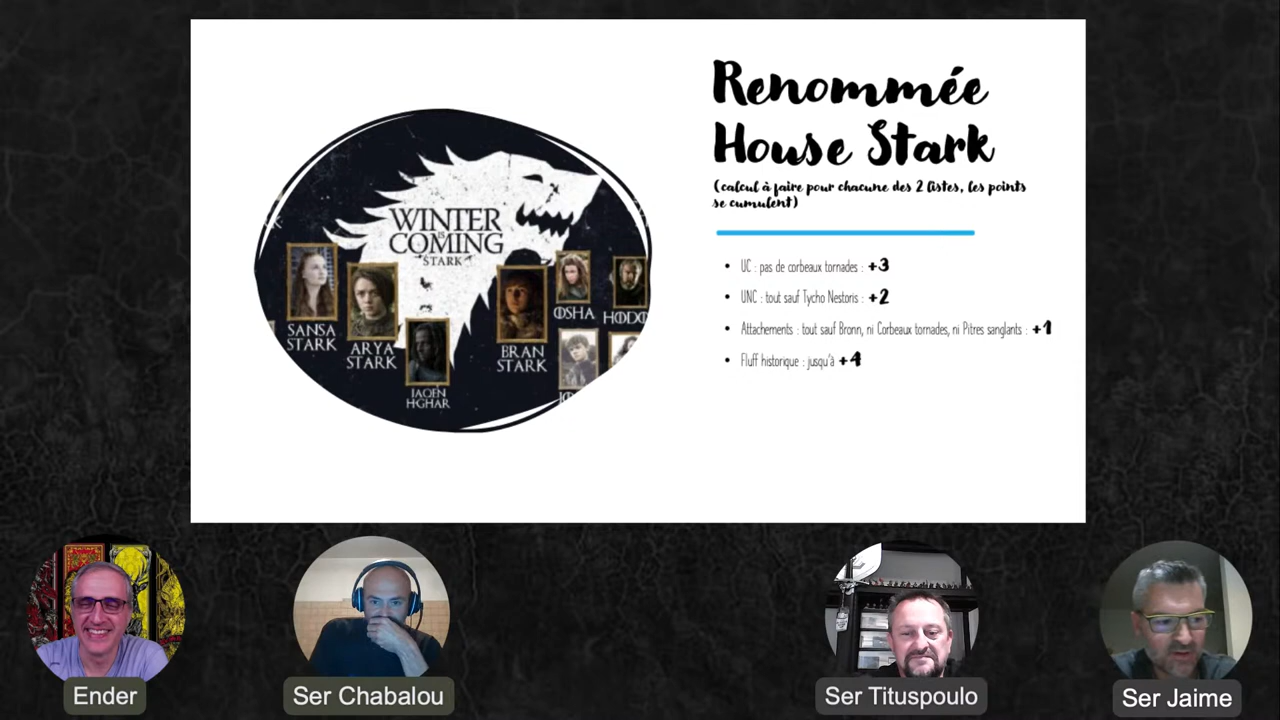 Renommée
House Stark
(calcul à faire pour chacune des 2 listes, les points
se cumulent)
• UC : pas de corbeaux tornades : +3
• UNC : tout sauf Tycho Nestoris : +2
• Attachements : tout sauf Bronn, ni Corbeaux tornades, ni Pitres sanglants : +1
• Fluff historique : jusqu'à +4
WINTER
IS
COMING
STARK
SANSA
STARK
ARYA
STARK
JAQEN
H'GHAR
BRAN
STARK
OSHA
Ender
Ser Chabalou
Ser Tituspoulo
Ser Jaime